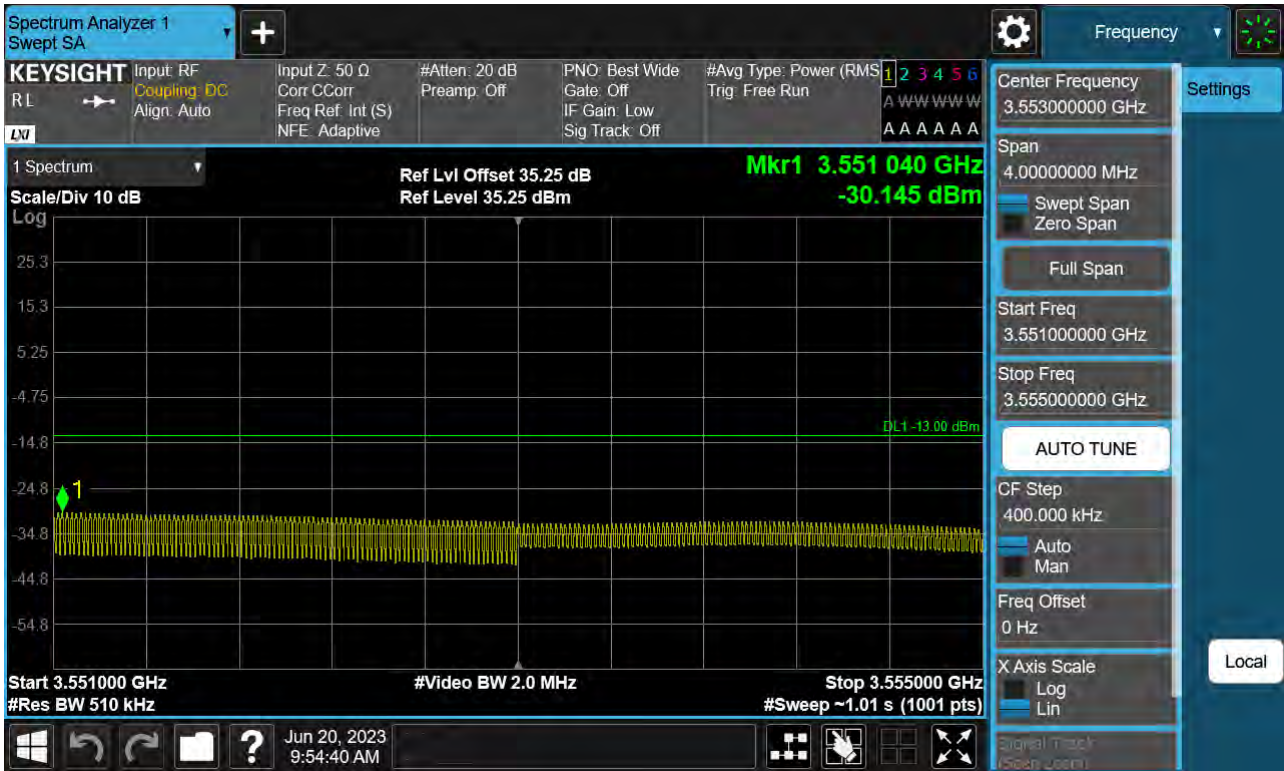 Spectrum Analyzer 1
Swept SA
+
Frequency
KEYSIGHT
RL
LXI
Input: RF
Coupling: DC
Align: Auto
Input Z: 50 Ω
Corr CCorr
Freq Ref: Int (S)
NFE: Adaptive
#Atten: 20 dB
Preamp: Off
PNO: Best Wide
Gate: Off
IF Gain: Low
Sig Track: Off
#Avg Type: Power (RMS
Trig: Free Run
1 2 3 4 5 6
A W W W W W
A A A A A A
1 Spectrum
Scale/Div 10 dB
Log
Ref Lvl Offset 35.25 dB
Ref Level 35.25 dBm
Mkr1 3.551 040 GHz
-30.145 dBm
25.3
15.3
5.25
-4.75
-14.8
-24.8
-34.8
-44.8
-54.8
DL1 -13.00 dBm
1
Start 3.551000 GHz
#Res BW 510 kHz
#Video BW 2.0 MHz
Stop 3.555000 GHz
#Sweep ~1.01 s (1001 pts)
Center Frequency
3.553000000 GHz
Span
4.00000000 MHz
Swept Span
Zero Span
Full Span
Start Freq
3.551000000 GHz
Stop Freq
3.555000000 GHz
AUTO TUNE
CF Step
400.000 kHz
Auto
Man
Freq Offset
0 Hz
X Axis Scale
Log
Lin
Signal Track
(Span Zoom)
Settings
Local
?
Jun 20, 2023
9:54:40 AM